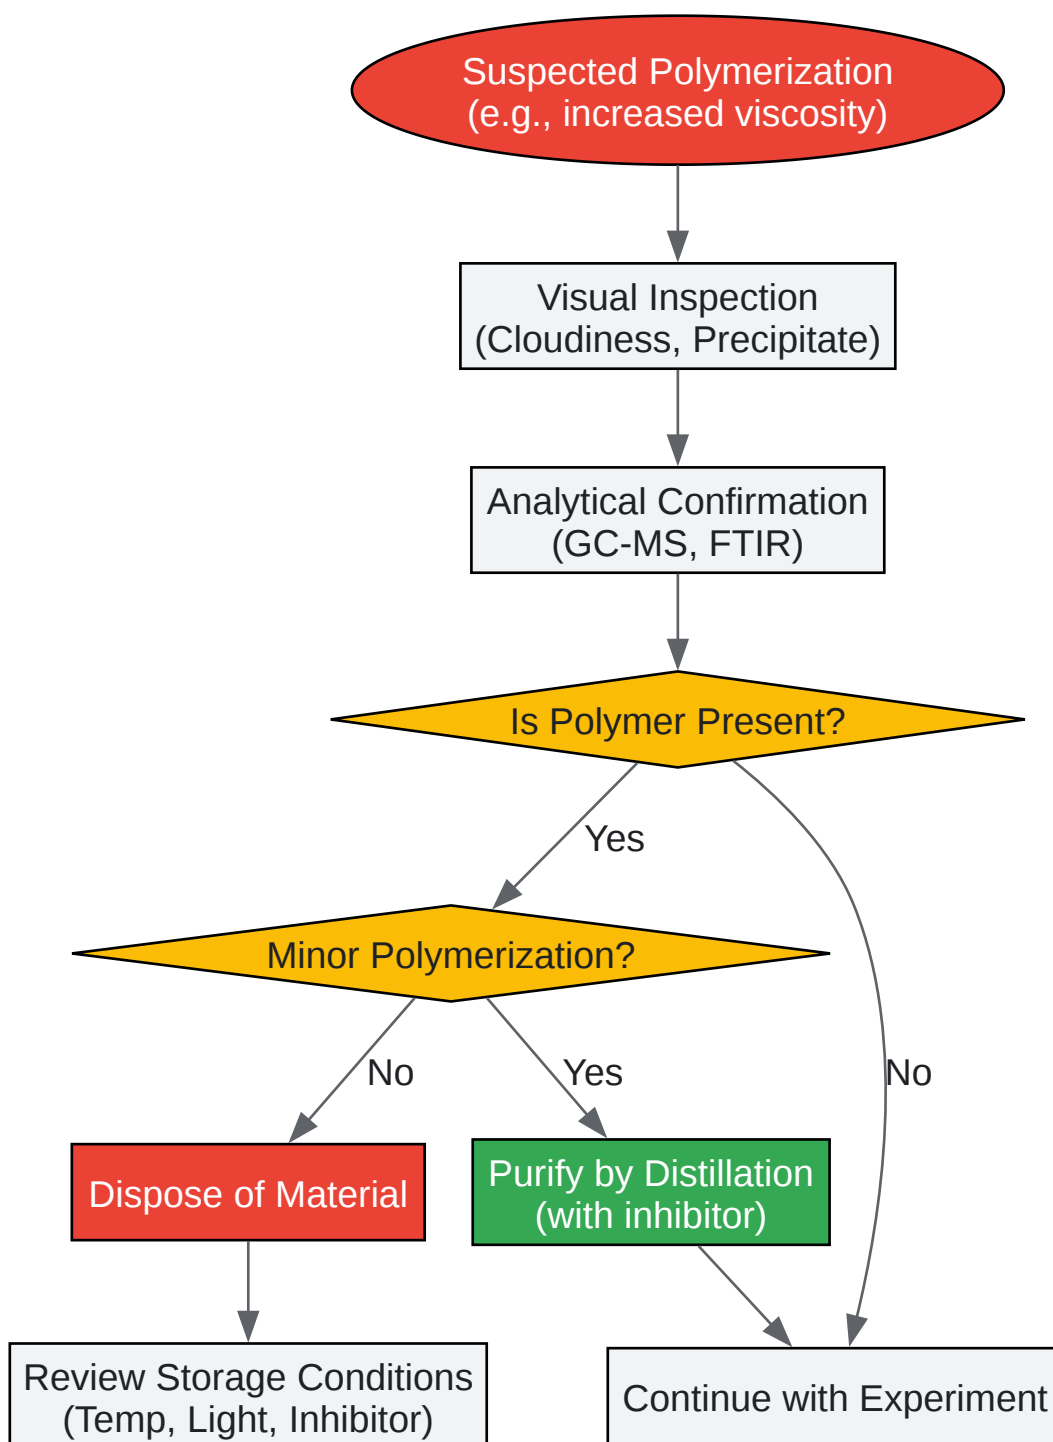 Suspected Polymerization
(e.g., increased viscosity)
Visual Inspection
(Cloudiness, Precipitate)
Analytical Confirmation
(GC-MS, FTIR)
Is Polymer Present?
Yes
Minor Polymerization?
No
Yes
No
Dispose of Material
Purify by Distillation
(with inhibitor)
Review Storage Conditions
(Temp, Light, Inhibitor)
Continue with Experiment